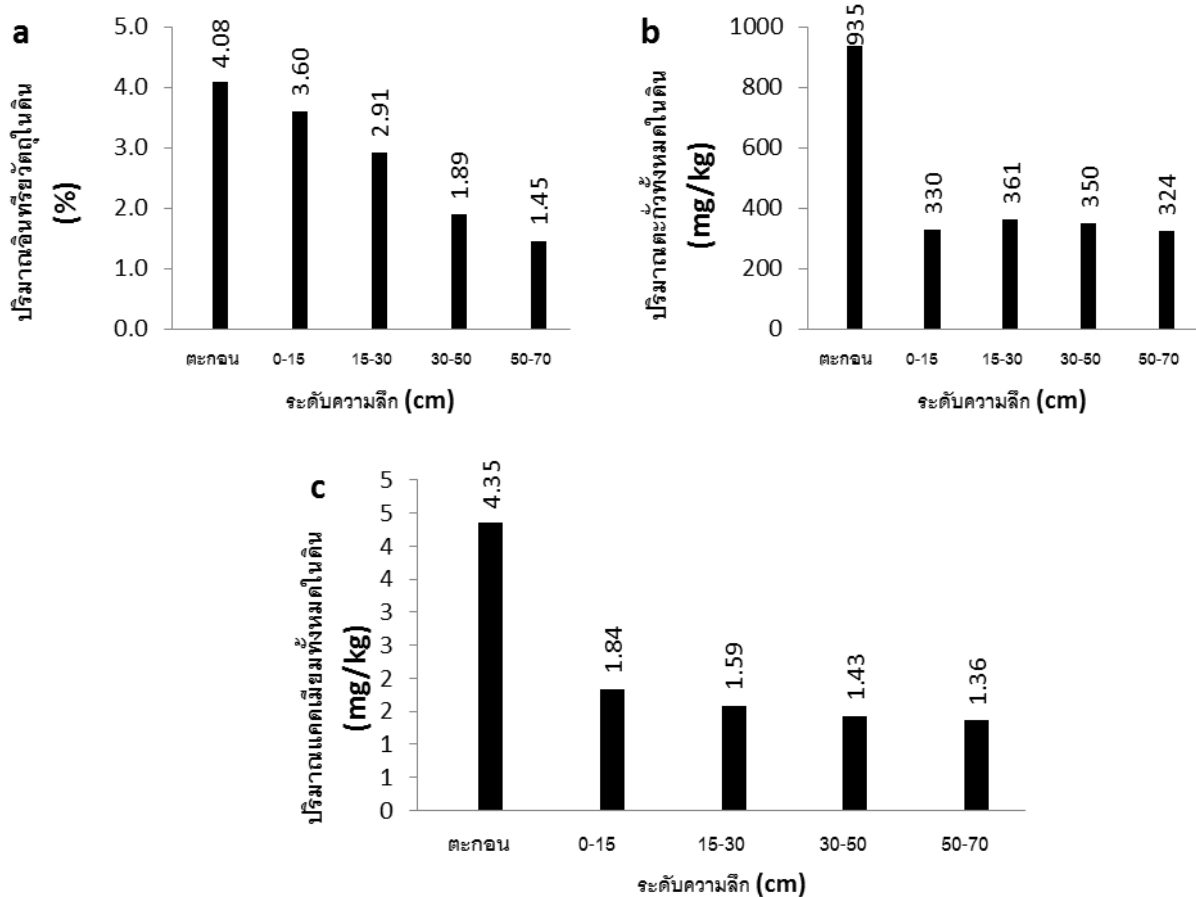 a
ปริมาณอินทรียวัตถุในดิน
(%)
5.0
4.0
3.0
2.0
1.0
0.0
4.08
3.60
2.91
1.89
1.45
ตะกอน 0-15 15-30 30-50 50-70
ระดับความลึก (cm)
b
ปริมาณตะกั่วทั้งหมดในดิน
(mg/kg)
1000
800
600
400
200
0
935
330
361
350
324
ตะกอน 0-15 15-30 30-50 50-70
ระดับความลึก (cm)
c
ปริมาณแคดเมียมทั้งหมดในดิน
(mg/kg)
5
5
4
4
3
3
2
2
1
1
0
4.35
1.84
1.59
1.43
1.36
ตะกอน 0-15 15-30 30-50 50-70
ระดับความลึก (cm)